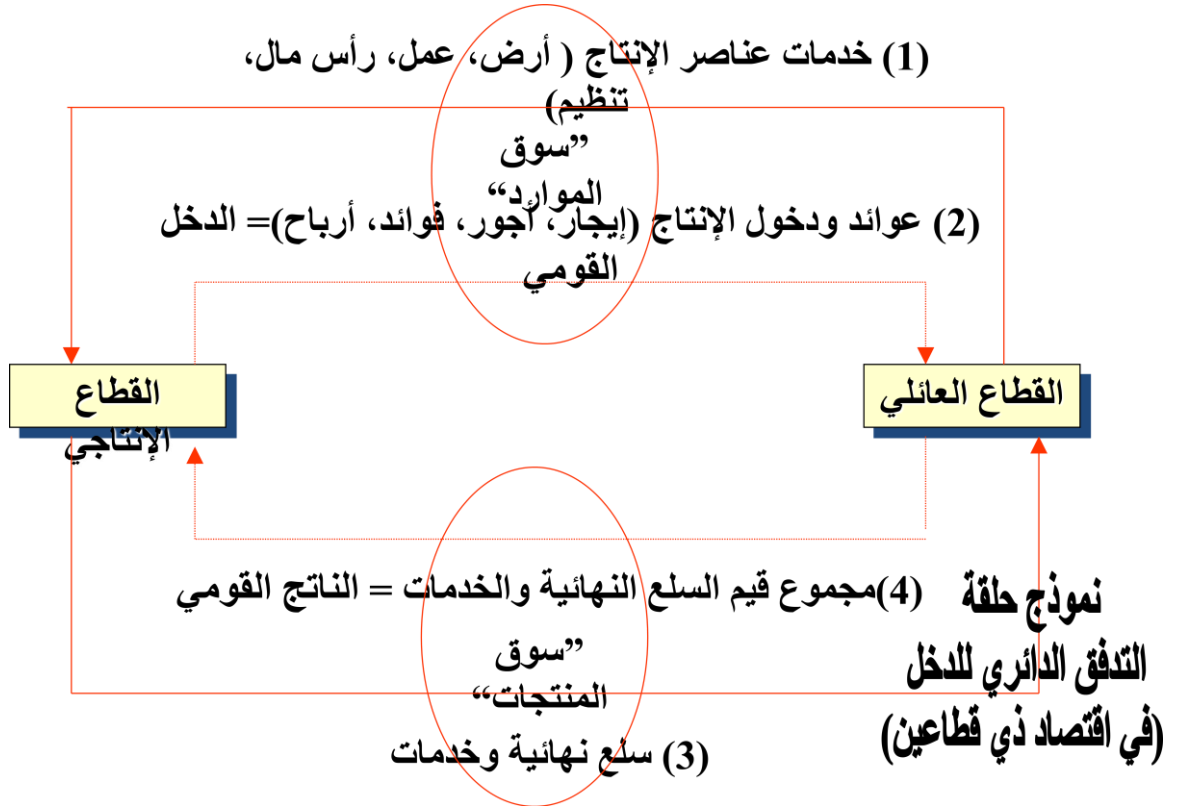 (1) خدمات عناصر الإنتاج ( أرض، عمل، رأس مال،
تنظيم)
”سوق
الموارد“
(2) عوائد ودخول الإنتاج (إيجار، أجور، فوائد، أرباح)= الدخل
القومي
القطاع العائلي
القطاع
الإنتاجي
(4)مجموع قيم السلع النهائية والخدمات = الناتج القومي
”سوق
المنتجات“
(3) سلع نهائية وخدمات
نموذج حلقة
التدفق الدائري للدخل
(في اقتصاد ذي قطاعين)